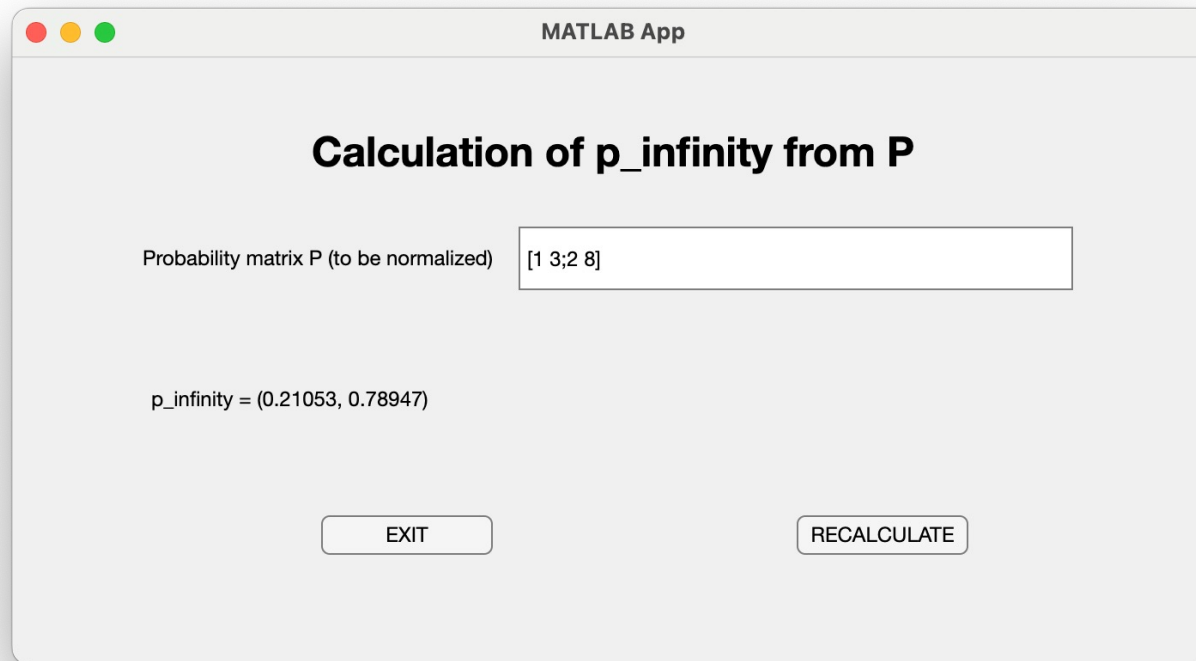 MATLAB App
Calculation of p_infinity from P
Probability matrix P (to be normalized) [1 3;2 8]
p_infinity = (0.21053, 0.78947)
EXIT RECALCULATE